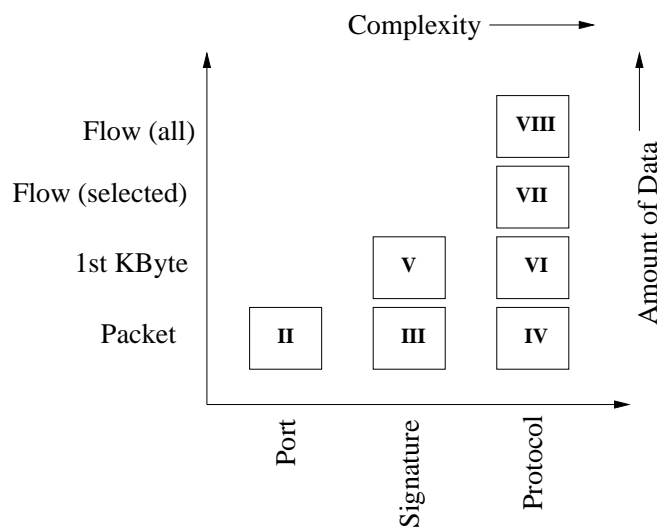 Complexity
Flow (all)
VIII
Flow (selected)
VII
1st KByte
V
VI
Packet
II
III
IV
Port
Signature
Protocol
Amount of Data